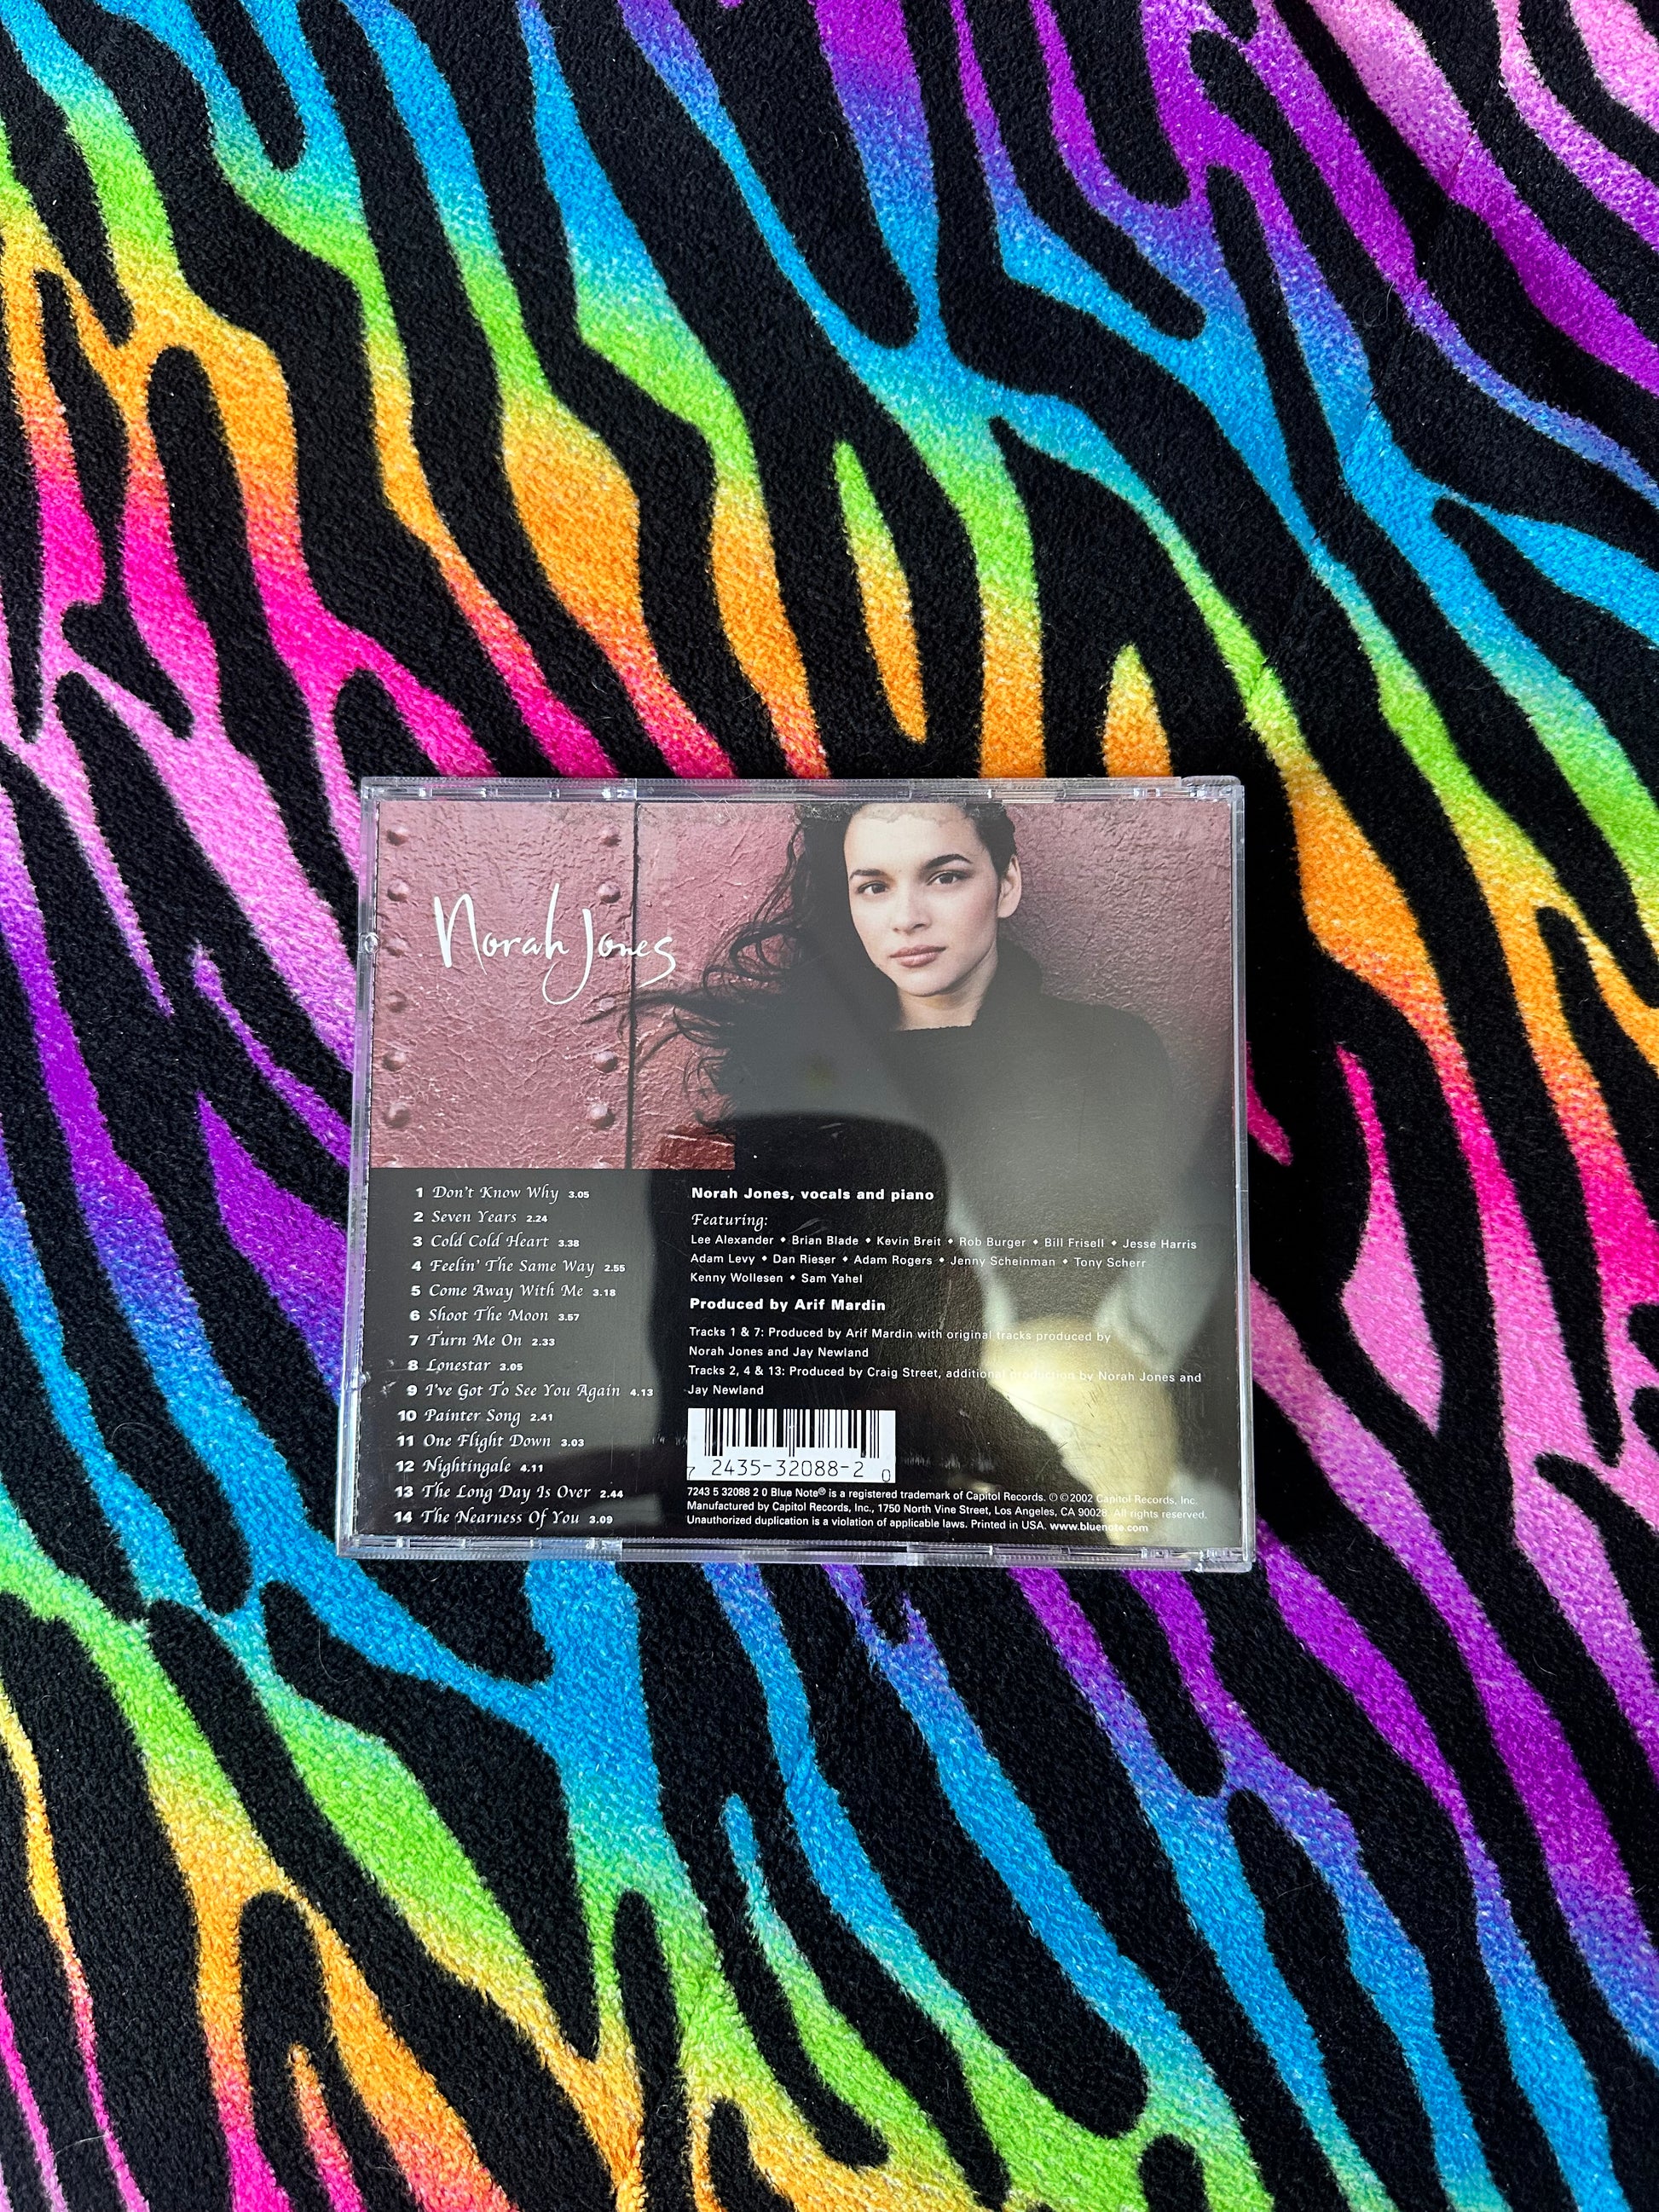 Norah Jones
1 Don't Know Why 3.05
2 Seven Years 2.24
3 Cold Cold Heart 3.38
4 Feelin' The Same Way 2.55
5 Come Away With Me 3.18
6 Shoot The Moon 3.57
7 Turn Me On 2.33
8 Lonestar 3.05
9 I've Got To See You Again 4.13
10 Painter Song 2.41
11 One Flight Down 3.03
12 Nightingale 4.11
13 The Long Day Is Over 2.44
14 The Nearness Of You 3.09
Norah Jones, vocals and piano
Featuring:
Lee Alexander • Brian Blade • Kevin Breit • Rob Burger • Bill Frisell • Jesse Harris
Adam Levy • Dan Rieser • Adam Rogers • Jenny Scheinman • Tony Scherr
Kenny Wollesen • Sam Yahel
Produced by Arif Mardin
Tracks 1 & 7: Produced by Arif Mardin with original tracks produced by
Norah Jones and Jay Newland
Tracks 2, 4 & 13: Produced by Craig Street, additional production by Norah Jones and
Jay Newland
7 2435-32088-2 0
7243 5 32088 2 0 Blue Note® is a registered trademark of Capitol Records. ℗ © 2002 Capitol Records, Inc.
Manufactured by Capitol Records, Inc., 1750 North Vine Street, Los Angeles, CA 90028. All rights reserved.
Unauthorized duplication is a violation of applicable laws. Printed in USA. www.bluenote.com